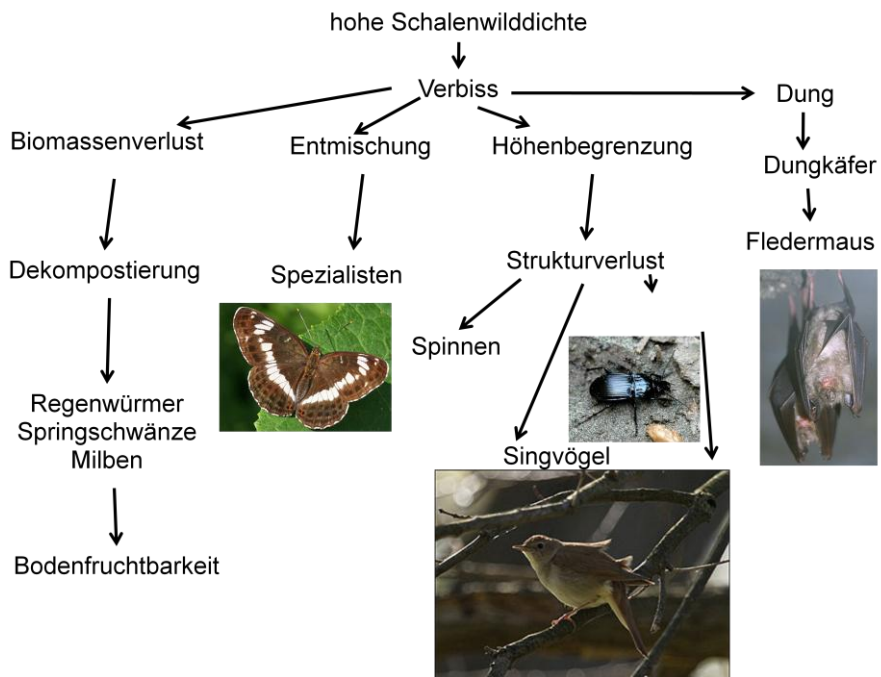 hohe Schalenwilddichte
Verbiss
Dung
Biomassenverlust
Entmischung
Höhenbegrenzung
Dungkäfer
Fledermaus
Dekompostierung
Spezialisten
Strukturverlust
Spinnen
Regenwürmer
Springschwänze
Milben
Singvögel
Bodenfruchtbarkeit